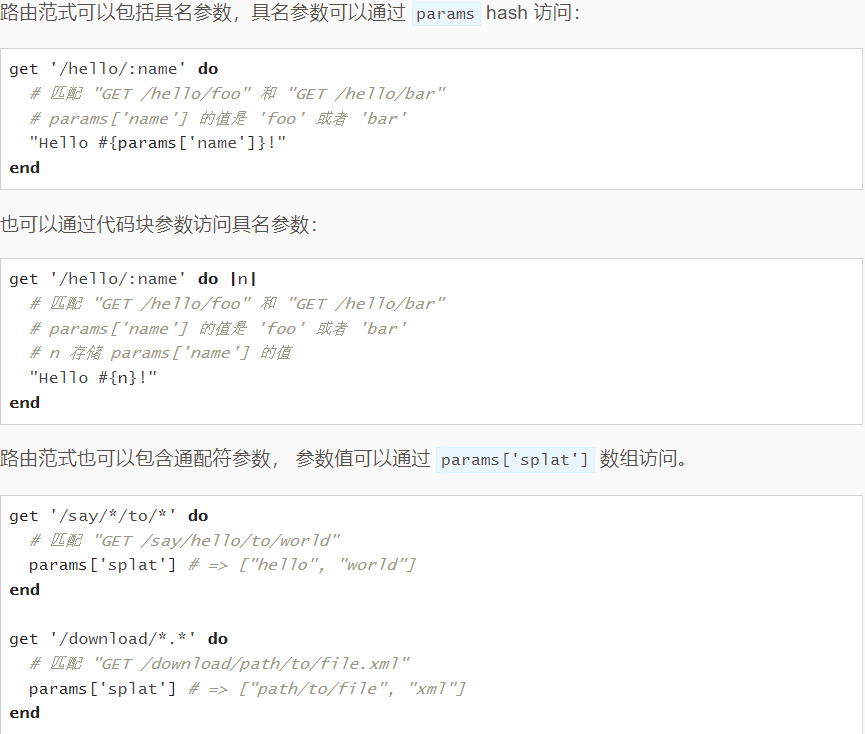 路由范式可以包括具名参数，具名参数可以通过 params hash 访问：
get '/hello/:name' do
  # 匹配 "GET /hello/foo" 和 "GET /hello/bar"
  # params['name'] 的值是 'foo' 或者 'bar'
  "Hello #{params['name']}!"
end
也可以通过代码块参数访问具名参数：
get '/hello/:name' do |n|
  # 匹配 "GET /hello/foo" 和 "GET /hello/bar"
  # params['name'] 的值是 'foo' 或者 'bar'
  # n 存储 params['name'] 的值
  "Hello #{n}!"
end
路由范式也可以包含通配符参数， 参数值可以通过 params['splat'] 数组访问。
get '/say/*/to/*' do
  # 匹配 "GET /say/hello/to/world"
  params['splat'] # => ["hello", "world"]
end
get '/download/*.*' do
  # 匹配 "GET /download/path/to/file.xml"
  params['splat'] # => ["path/to/file", "xml"]
end